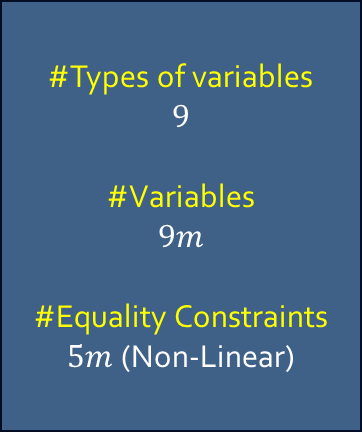 #Types of variables
9
#Variables
9m
#Equality Constraints
5m (Non-Linear)